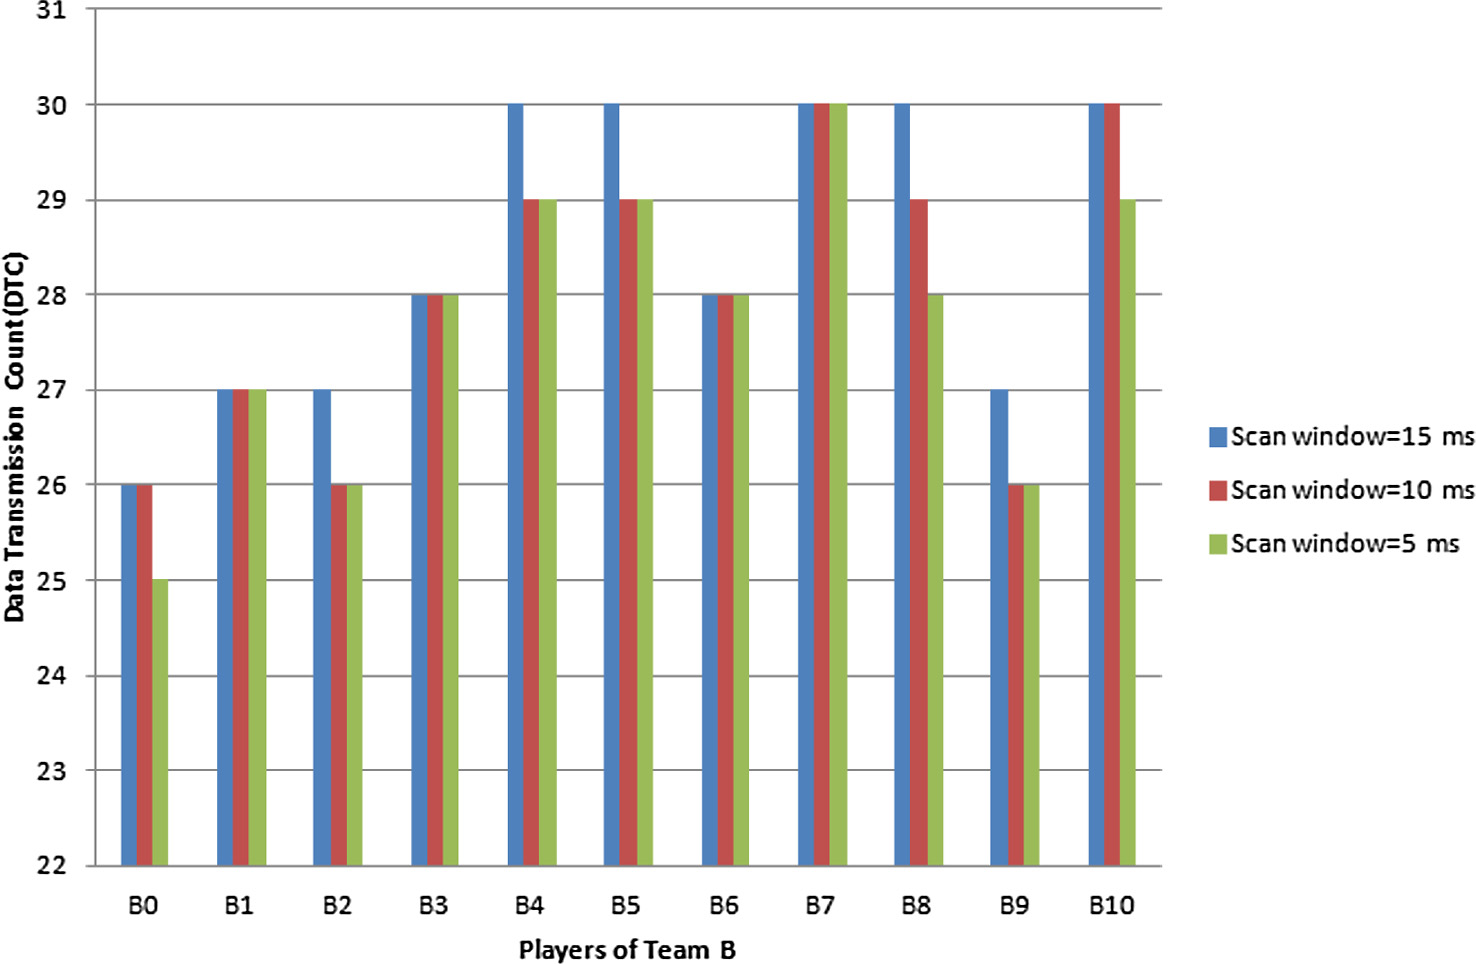 31
30
29
28
27
26
25
24
23
22
Data Transmission Count(DTC)
B0 B1 B2 B3 B4 B5 B6 B7 B8 B9 B10
Players of Team B
Scan window=15 ms
Scan window=10 ms
Scan window=5 ms